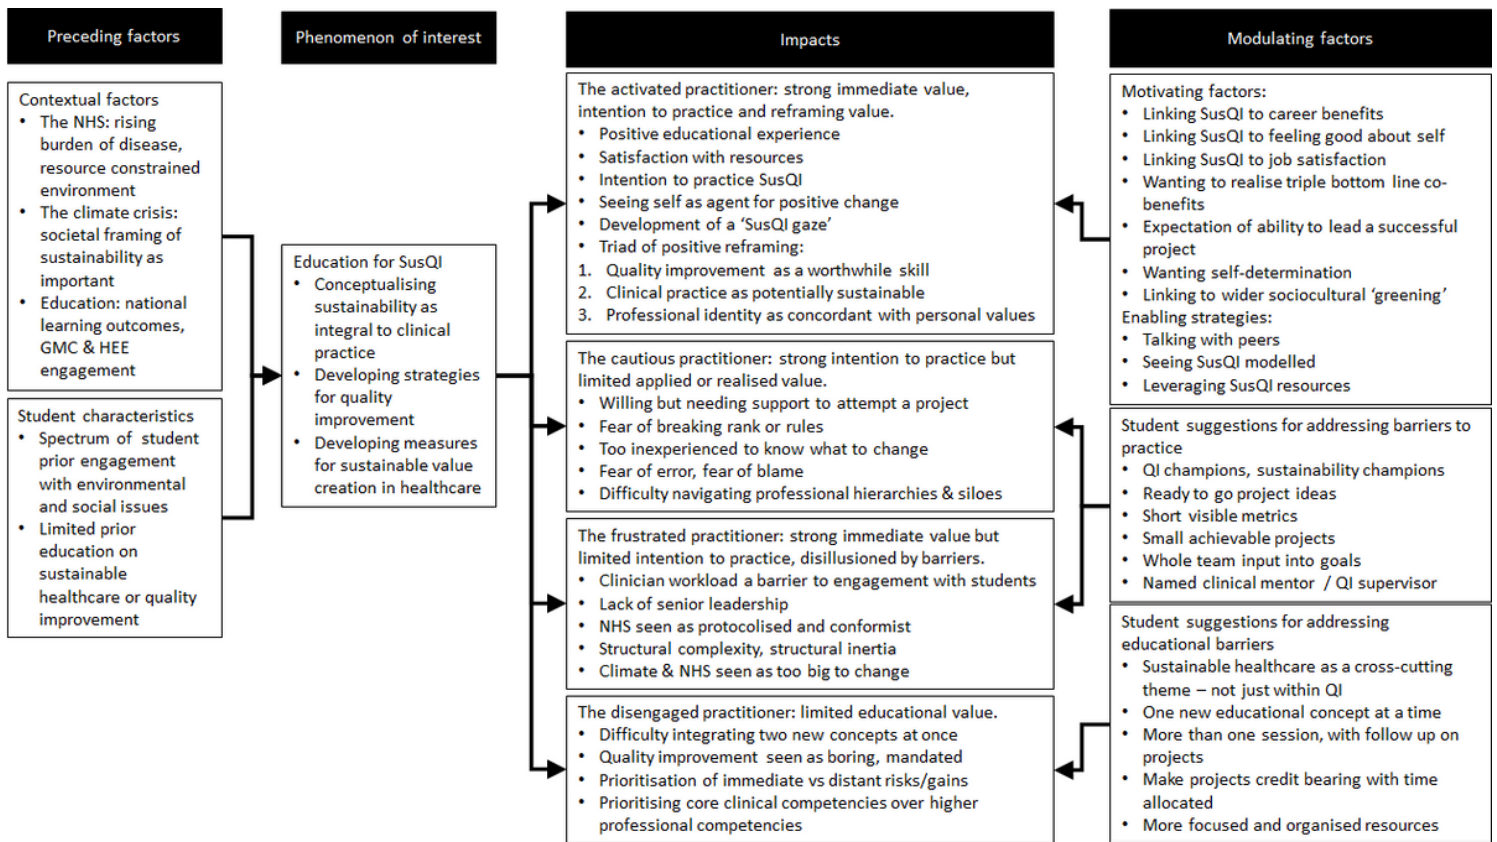 Preceding factors
Contextual factors
• The NHS: rising
burden of disease,
resource constrained
environment
• The climate crisis:
societal framing of
sustainability as
important
• Education: national
learning outcomes,
GMC & HEE
engagement
Student characteristics
• Spectrum of student
prior engagement
with environmental
and social issues
• Limited prior
education on
sustainable
healthcare or quality
improvement
Phenomenon of interest
Education for SusQI
• Conceptualising
sustainability as
integral to clinical
practice
• Developing strategies
for quality
improvement
• Developing measures
for sustainable value
creation in healthcare
Impacts
The activated practitioner: strong immediate value,
intention to practice and reframing value.
• Positive educational experience
• Satisfaction with resources
• Intention to practice SusQI
• Seeing self as agent for positive change
• Development of a ‘SusQI gaze’
• Triad of positive reframing:
1. Quality improvement as a worthwhile skill
2. Clinical practice as potentially sustainable
3. Professional identity as concordant with personal values
The cautious practitioner: strong intention to practice but
limited applied or realised value.
• Willing but needing support to attempt a project
• Fear of breaking rank or rules
• Too inexperienced to know what to change
• Fear of error, fear of blame
• Difficulty navigating professional hierarchies & siloes
The frustrated practitioner: strong immediate value but
limited intention to practice, disillusioned by barriers.
• Clinician workload a barrier to engagement with students
• Lack of senior leadership
• NHS seen as protocolised and conformist
• Structural complexity, structural inertia
• Climate & NHS seen as too big to change
The disengaged practitioner: limited educational value.
• Difficulty integrating two new concepts at once
• Quality improvement seen as boring, mandated
• Prioritisation of immediate vs distant risks/gains
• Prioritising core clinical competencies over higher
professional competencies
Modulating factors
Motivating factors:
• Linking SusQI to career benefits
• Linking SusQI to feeling good about self
• Linking SusQI to job satisfaction
• Wanting to realise triple bottom line co-
benefits
• Expectation of ability to lead a successful
project
• Wanting self-determination
• Linking to wider sociocultural ‘greening’
Enabling strategies:
• Talking with peers
• Seeing SusQI modelled
• Leveraging SusQI resources
Student suggestions for addressing barriers to
practice
• QI champions, sustainability champions
• Ready to go project ideas
• Short visible metrics
• Small achievable projects
• Whole team input into goals
• Named clinical mentor / QI supervisor
Student suggestions for addressing
educational barriers
• Sustainable healthcare as a cross-cutting
theme – not just within QI
• One new educational concept at a time
• More than one session, with follow up on
projects
• Make projects credit bearing with time
allocated
• More focused and organised resources